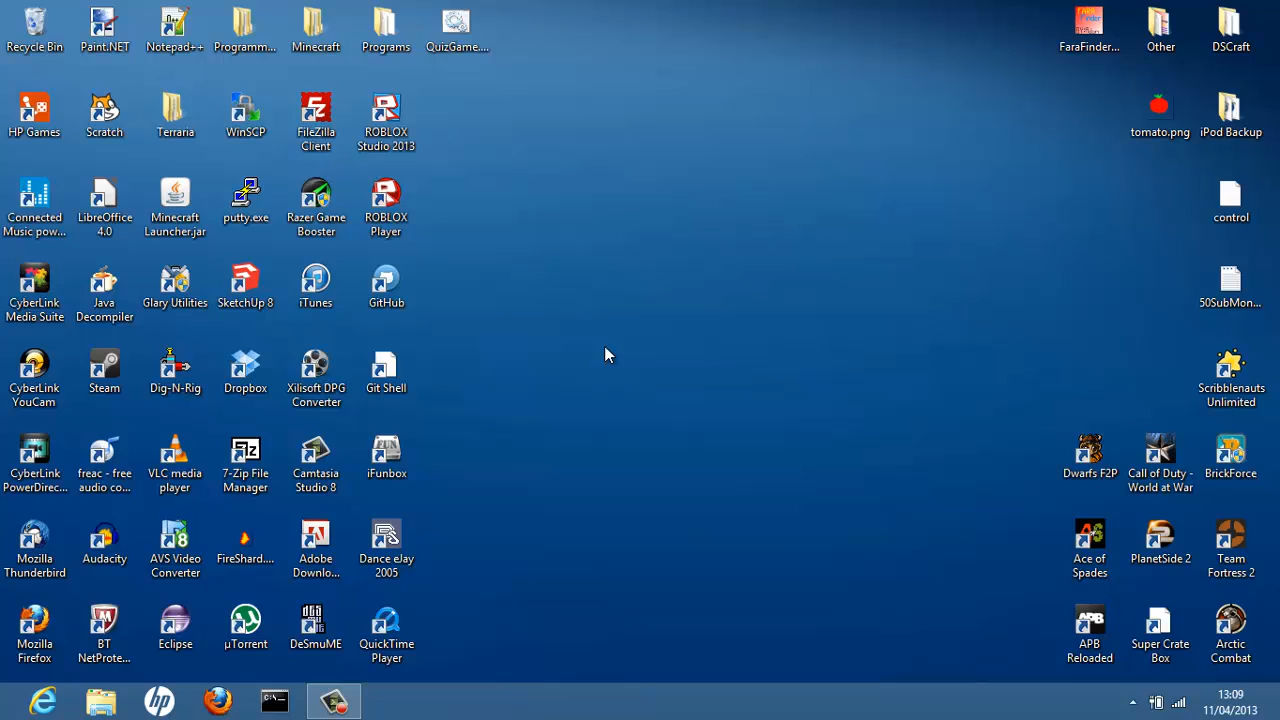 Recycle Bin
Paint.NET
Notepad++
Programm...
Minecraft
Programs
QuizGame....
FaraFinder...
Other
DSCraft
HP Games
Scratch
Terraria
WinSCP
FileZilla
Client
ROBLOX
Studio 2013
tomato.png
iPod Backup
Connected
Music pow...
LibreOffice
4.0
Minecraft
Launcher.jar
putty.exe
Razer Game
Booster
ROBLOX
Player
control
CyberLink
Media Suite
Java
Decompiler
Glary Utilities
SketchUp 8
iTunes
GitHub
50SubMon...
CyberLink
YouCam
Steam
Dig-N-Rig
Dropbox
Xilisoft DPG
Converter
Git Shell
Scribblenauts
Unlimited
CyberLink
PowerDirec...
freac - free
audio co...
VLC media
player
7-Zip File
Manager
Camtasia
Studio 8
iFunbox
Dwarfs F2P
Call of Duty -
World at War
BrickForce
Mozilla
Thunderbird
Audacity
AVS Video
Converter
FireShard....
Adobe
Downlo...
Dance eJay
2005
Ace of
Spades
PlanetSide 2
Team
Fortress 2
Mozilla
Firefox
BT
NetProte...
Eclipse
µTorrent
DeSmuME
QuickTime
Player
APB
Reloaded
Super Crate
Box
Arctic
Combat
13:09
11/04/2013